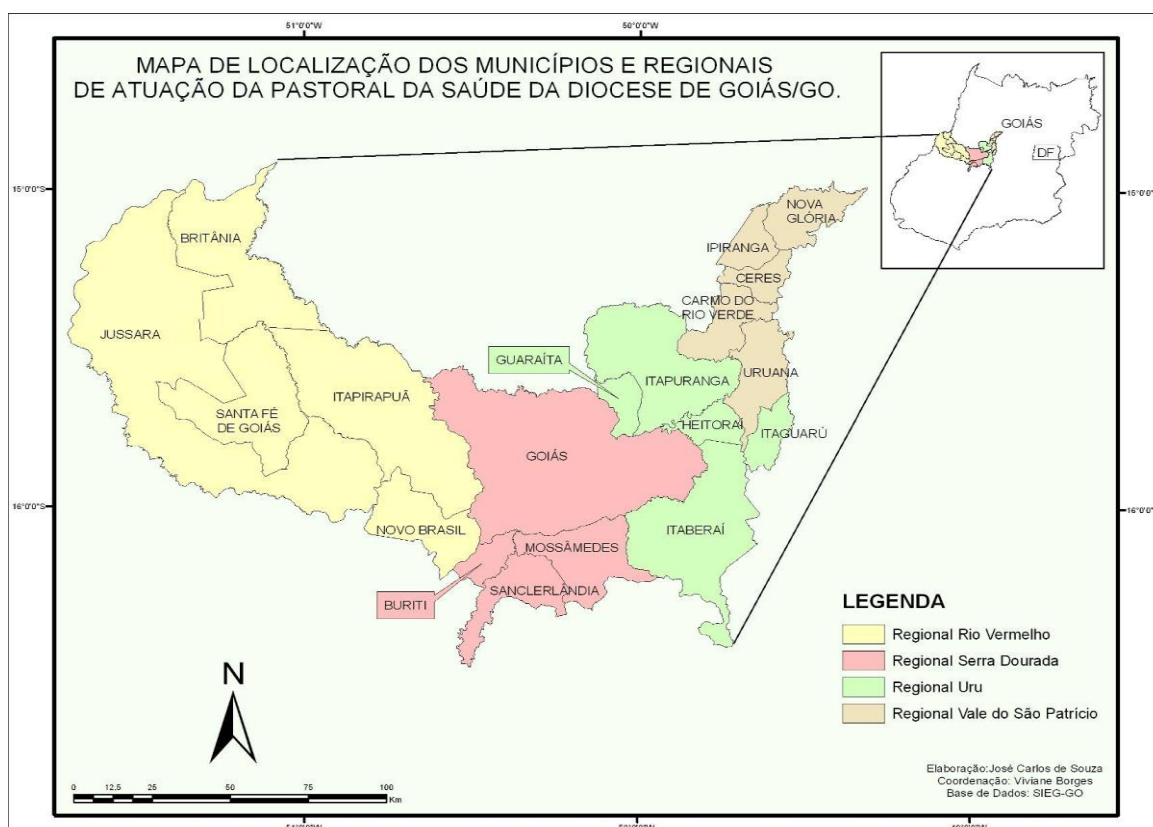 51°0'0"W
50°0'0"W
MAPA DE LOCALIZAÇÃO DOS MUNICÍPIOS E REGIONAIS
DE ATUAÇÃO DA PASTORAL DA SAÚDE DA DIOCESE DE GOIÁS/GO.
GOIÁS
DF
15°0'0"S
15°0'0"S
NOVA
GLÓRIA
BRITÂNIA
IPIRANGA
CERES
CARMO DO
RIO VERDE
JUSSARA
GUARAÍTA
ITAPURANGA
URUANA
ITAPIRAPUÃ
SANTA FÉ
DE GOIÁS
HEITORAÍ
ITAGUARÚ
GOIÁS
16°0'0"S
16°0'0"S
NOVO BRASIL
ITABERAÍ
MOSSÂMEDES
SANCLERLÂNDIA
BURITI
LEGENDA
Regional Rio Vermelho
Regional Serra Dourada
Regional Uru
Regional Vale do São Patrício
N
0 12,5 25 50 75 100
Km
Elaboração:José Carlos de Souza
Coordenação: Viviane Borges
Base de Dados: SIEG-GO
51°0'0"W